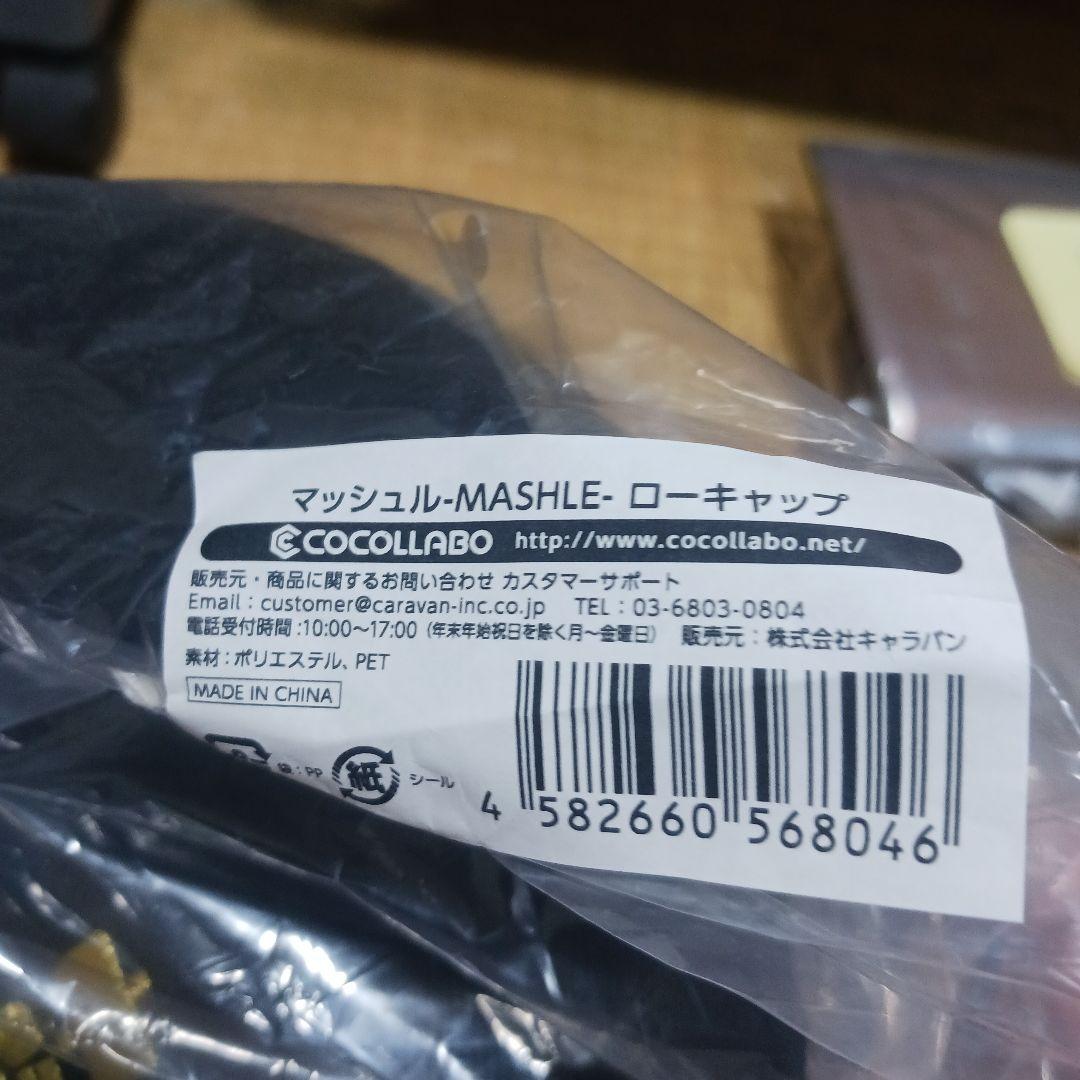 マッシュル-MASHLE- ローキャップ
COCOLLABO http://www.cocollabo.net/
販売元・商品に関するお問い合わせ カスタマーサポート
Email : customer@caravan-inc.co.jp TEL : 03-6803-0804
電話受付時間 :10:00～17:00 (年末年始祝日を除く月～金曜日) 販売元 : 株式会社キャラバン
素材 : ポリエステル、PET
MADE IN CHINA
袋 : PP 紙 シール
4 582660 568046